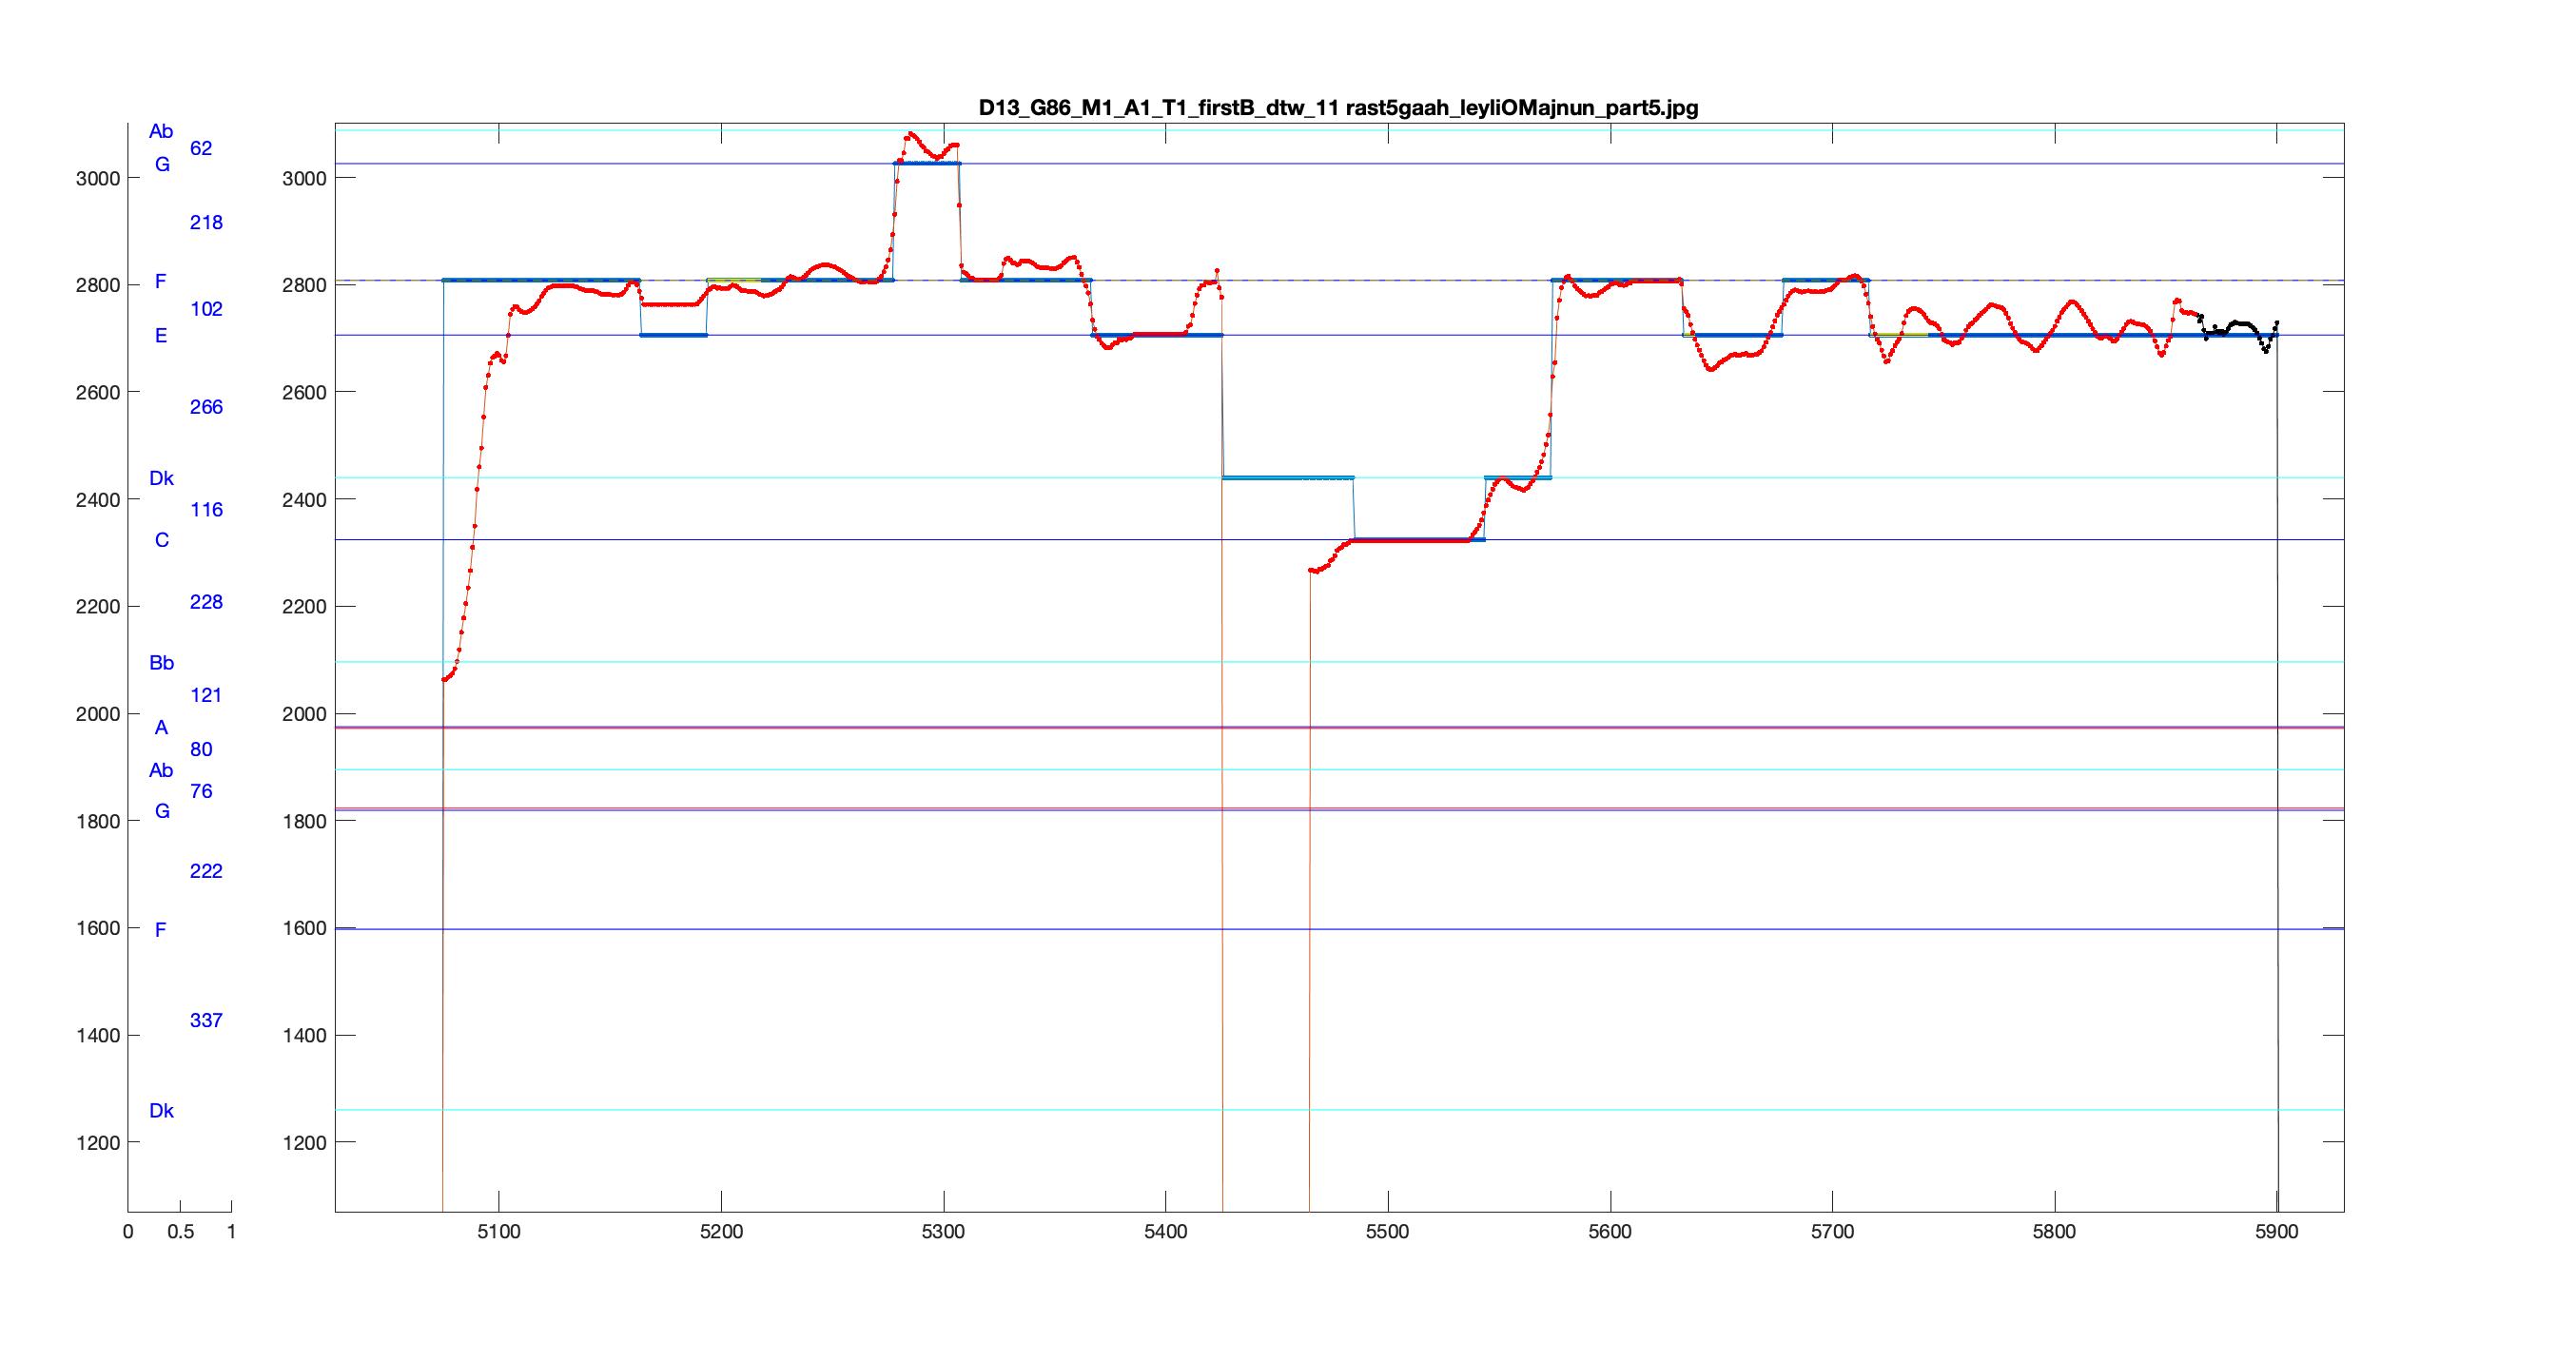 D13_G86_M1_A1_T1_firstB_dtw_11 rast5gaah_leyliOMajnun_part5.jpg
Ab
62
G
3000
3000
218
F
2800
2800
102
E
2600
2600
266
Dk
2400
2400
116
C
228
2200
2200
Bb
121
2000
2000
A
80
Ab
76
G
1800
1800
222
F
1600
1600
337
1400
1400
Dk
1200
1200
0 0.5 1
5100 5200 5300 5400 5500 5600 5700 5800 5900